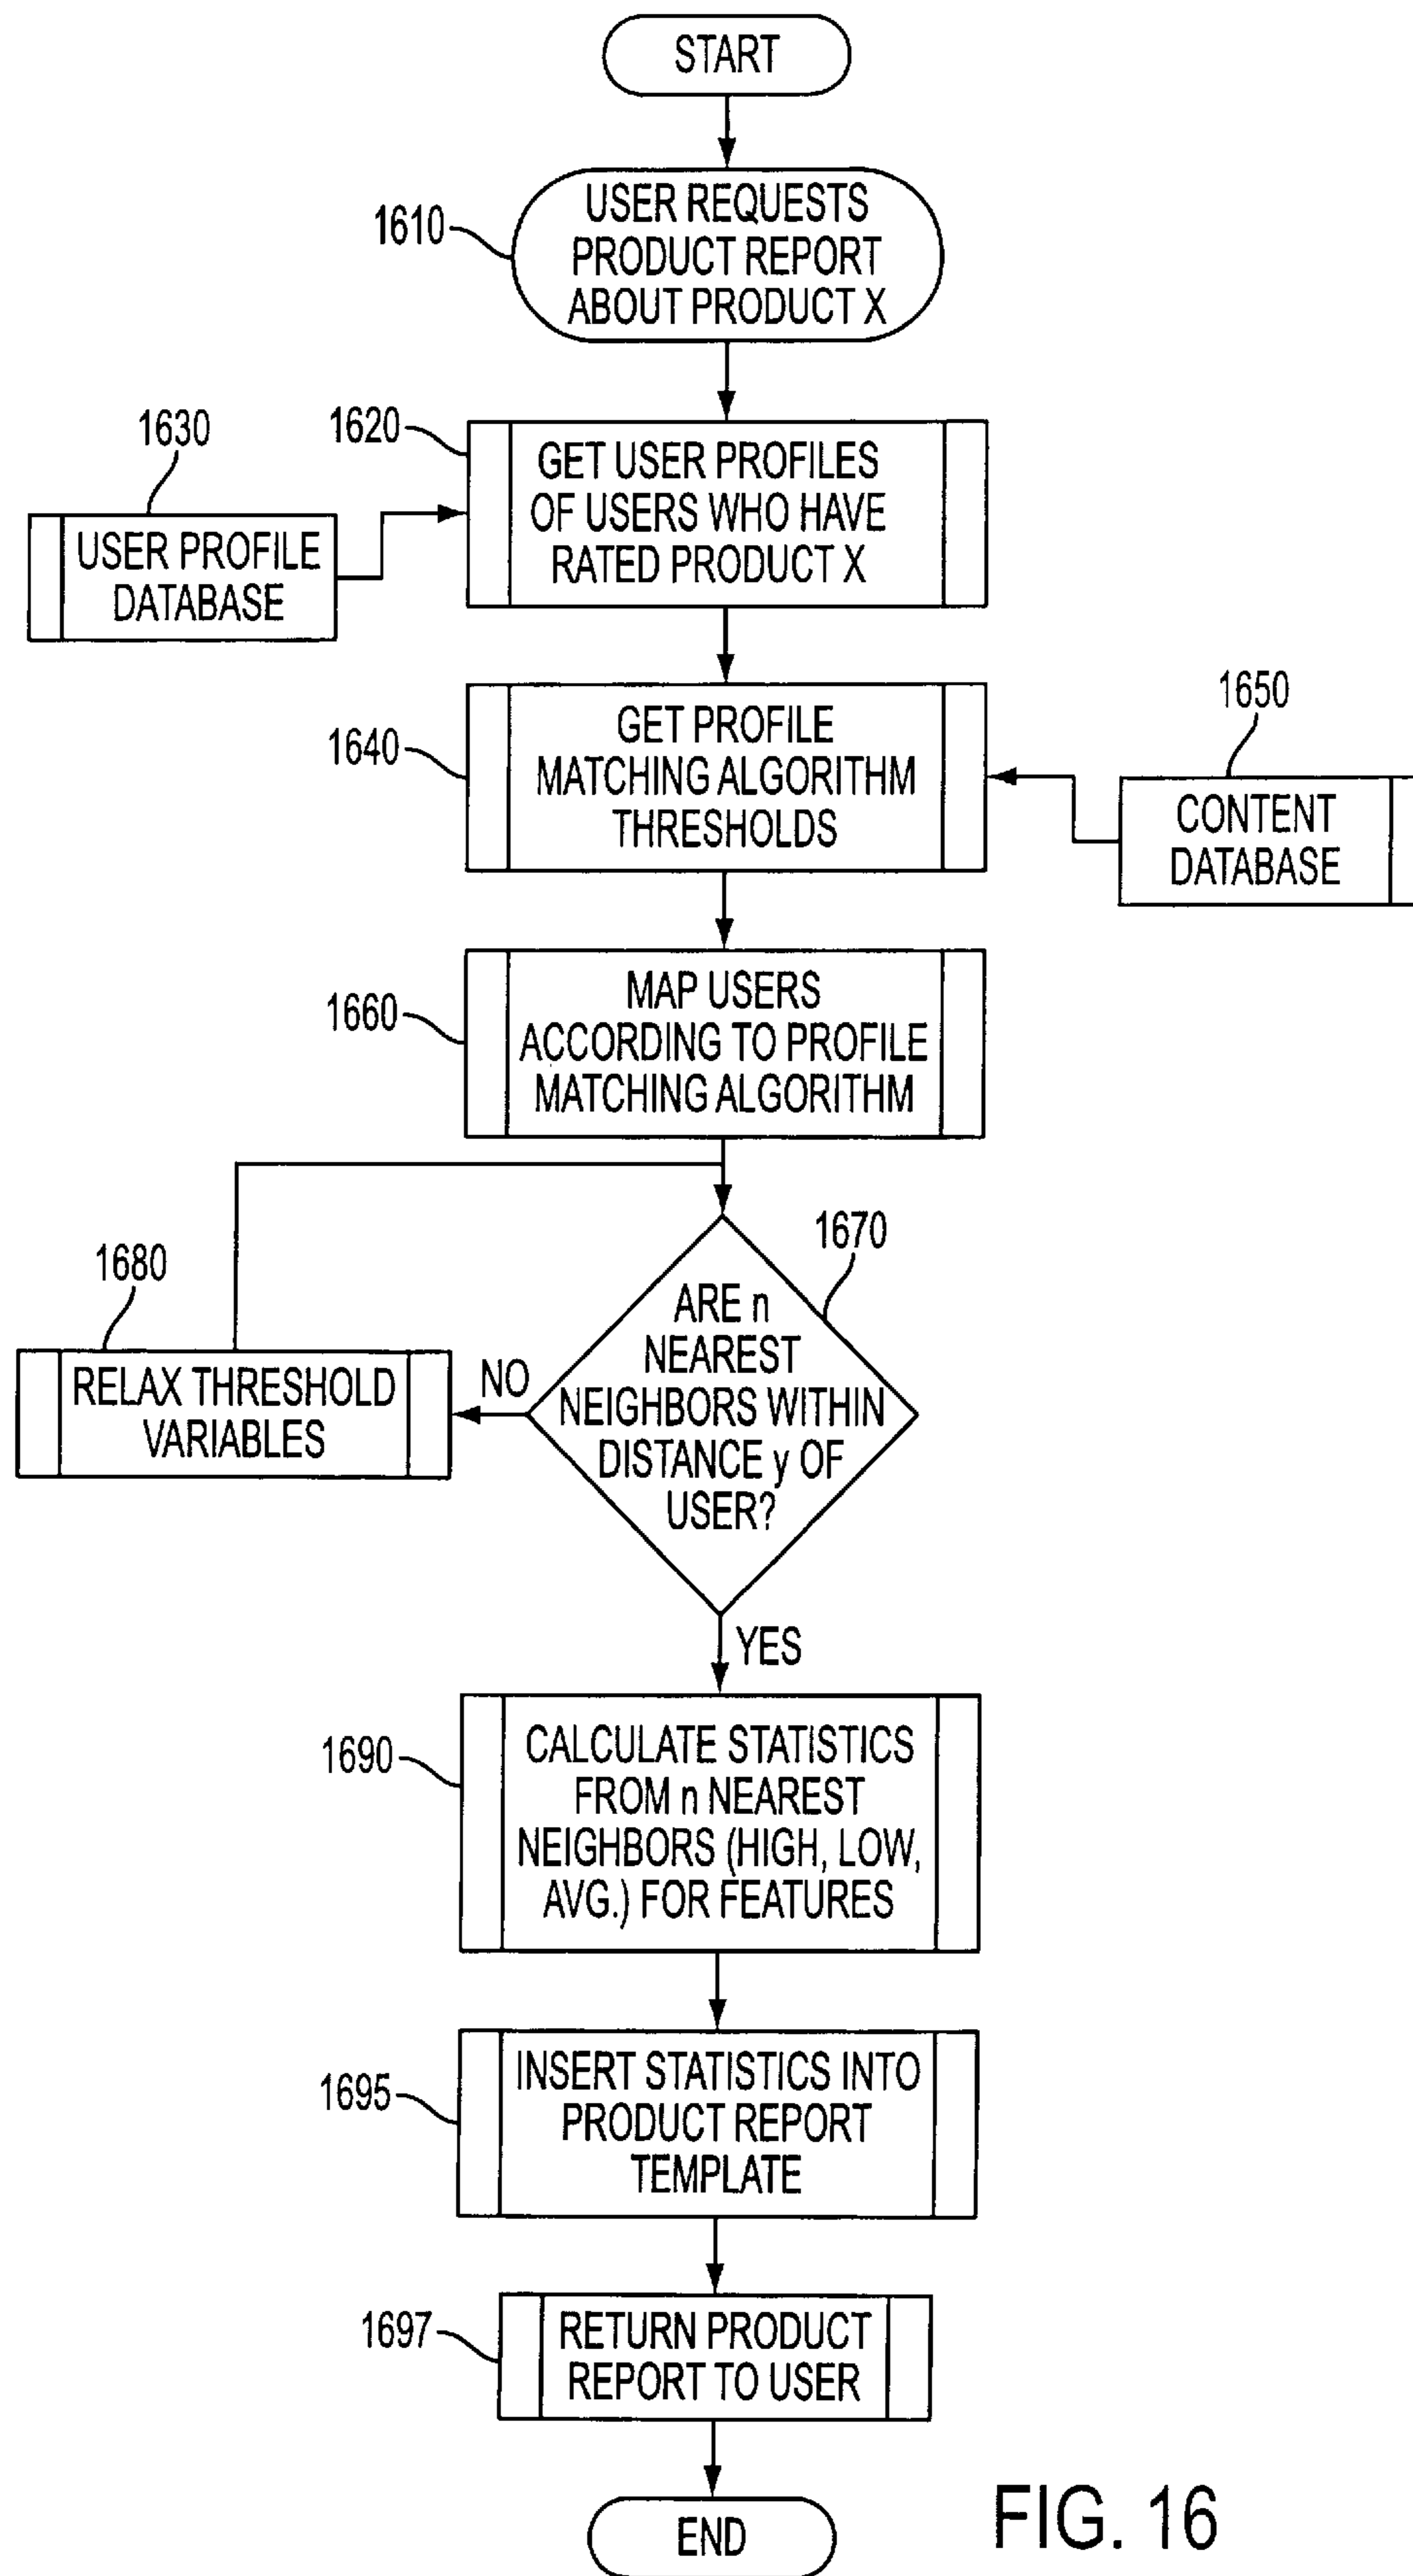 START
1610
USER REQUESTS
PRODUCT REPORT
ABOUT PRODUCT X
1630
USER PROFILE
DATABASE
1620
GET USER PROFILES
OF USERS WHO HAVE
RATED PRODUCT X
1640
GET PROFILE
MATCHING ALGORITHM
THRESHOLDS
1650
CONTENT
DATABASE
1660
MAP USERS
ACCORDING TO PROFILE
MATCHING ALGORITHM
1670
ARE n
NEAREST
NEIGHBORS WITHIN
DISTANCE y OF
USER?
NO
1680
RELAX THRESHOLD
VARIABLES
YES
1690
CALCULATE STATISTICS
FROM n NEAREST
NEIGHBORS (HIGH, LOW,
AVG.) FOR FEATURES
1695
INSERT STATISTICS INTO
PRODUCT REPORT
TEMPLATE
1697
RETURN PRODUCT
REPORT TO USER
END
FIG. 16